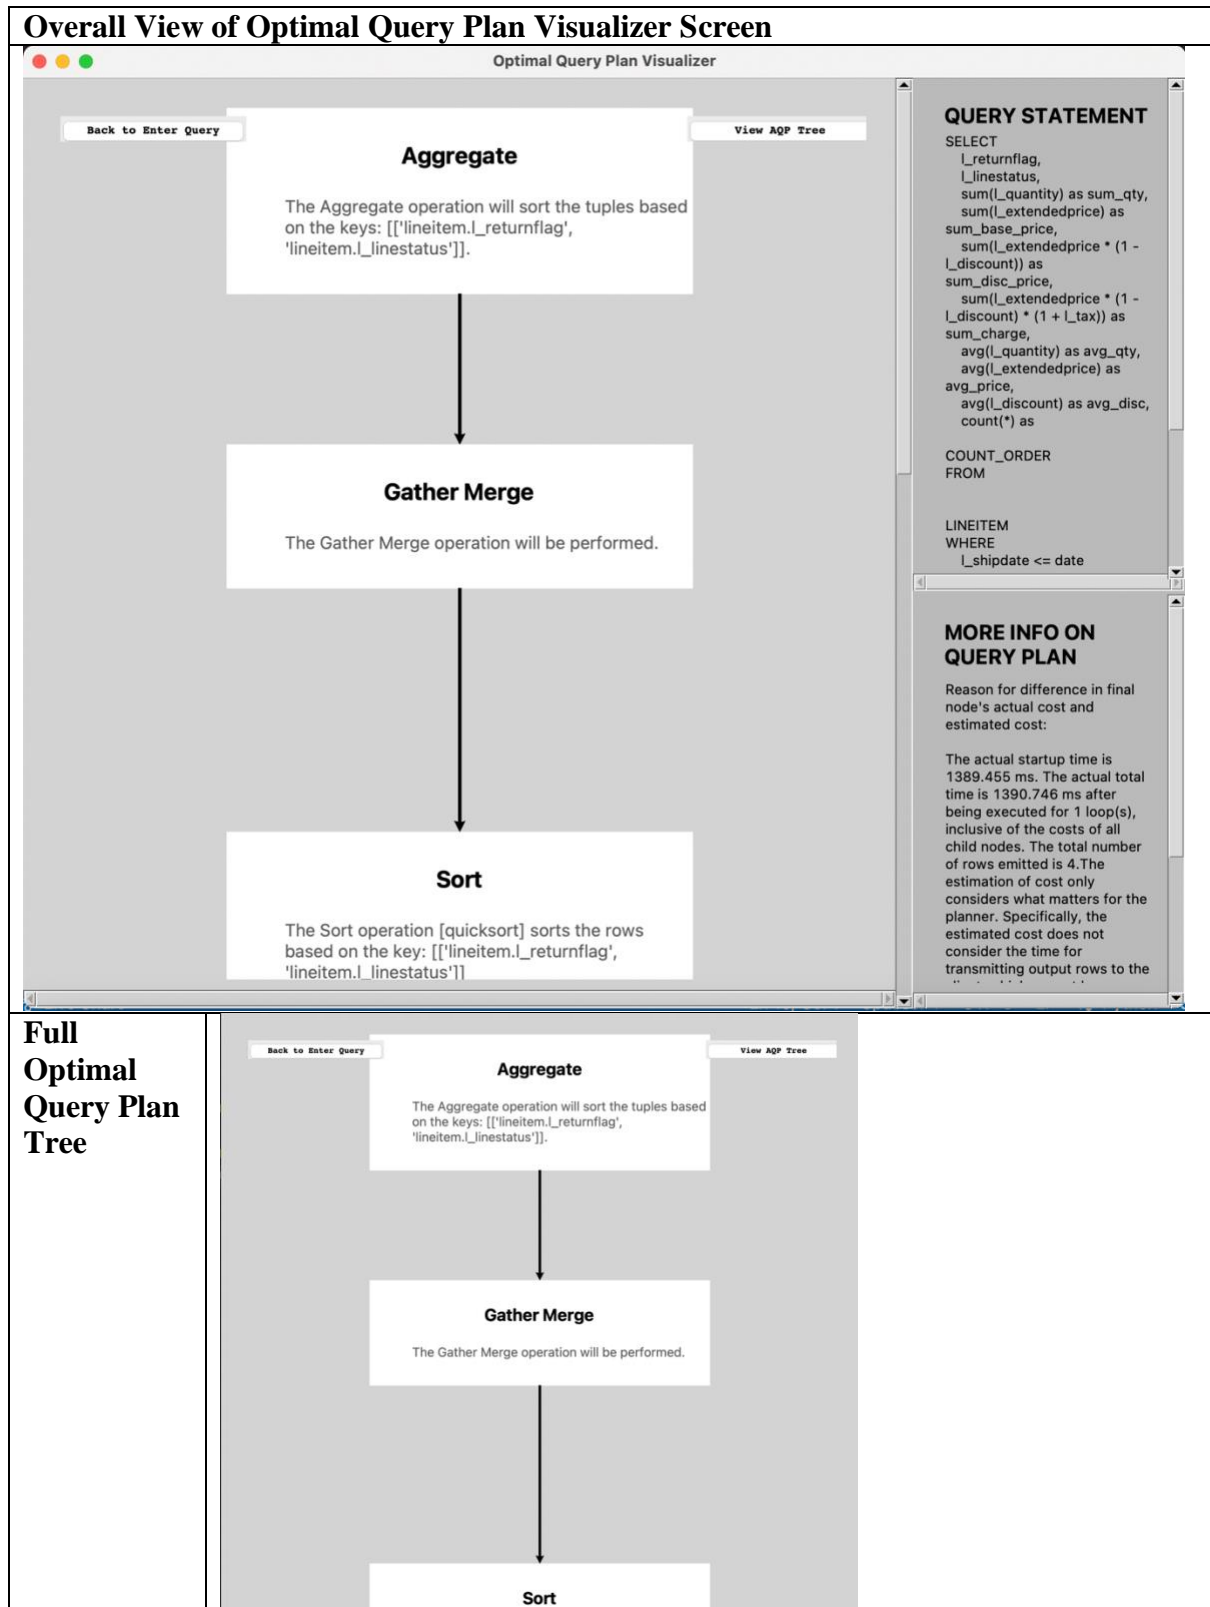 Overall View of Optimal Query Plan Visualizer Screen
Optimal Query Plan Visualizer
Back to Enter Query
View AQP Tree
Aggregate
The Aggregate operation will sort the tuples based
on the keys: [['lineitem.l_returnflag',
'lineitem.l_linestatus']].
Gather Merge
The Gather Merge operation will be performed.
Sort
The Sort operation [quicksort] sorts the rows
based on the key: [['lineitem.l_returnflag',
'lineitem.l_linestatus']]
QUERY STATEMENT
SELECT
l_returnflag,
l_linestatus,
sum(l_quantity) as sum_qty,
sum(l_extendedprice) as
sum_base_price,
sum(l_extendedprice * (1 -
l_discount)) as
sum_disc_price,
sum(l_extendedprice * (1 -
l_discount) * (1 + l_tax)) as
sum_charge,
avg(l_quantity) as avg_qty,
avg(l_extendedprice) as
avg_price,
avg(l_discount) as avg_disc,
count(*) as
COUNT_ORDER
FROM
LINEITEM
WHERE
l_shipdate <= date
MORE INFO ON
QUERY PLAN
Reason for difference in final
node's actual cost and
estimated cost:
The actual startup time is
1389.455 ms. The actual total
time is 1390.746 ms after
being executed for 1 loop(s),
inclusive of the costs of all
child nodes. The total number
of rows emitted is 4.The
estimation of cost only
considers what matters for the
planner. Specifically, the
estimated cost does not
consider the time for
transmitting output rows to the
Full
Optimal
Query Plan
Tree
Back to Enter Query
View AQP Tree
Aggregate
The Aggregate operation will sort the tuples based
on the keys: [['lineitem.l_returnflag',
'lineitem.l_linestatus']].
Gather Merge
The Gather Merge operation will be performed.
Sort